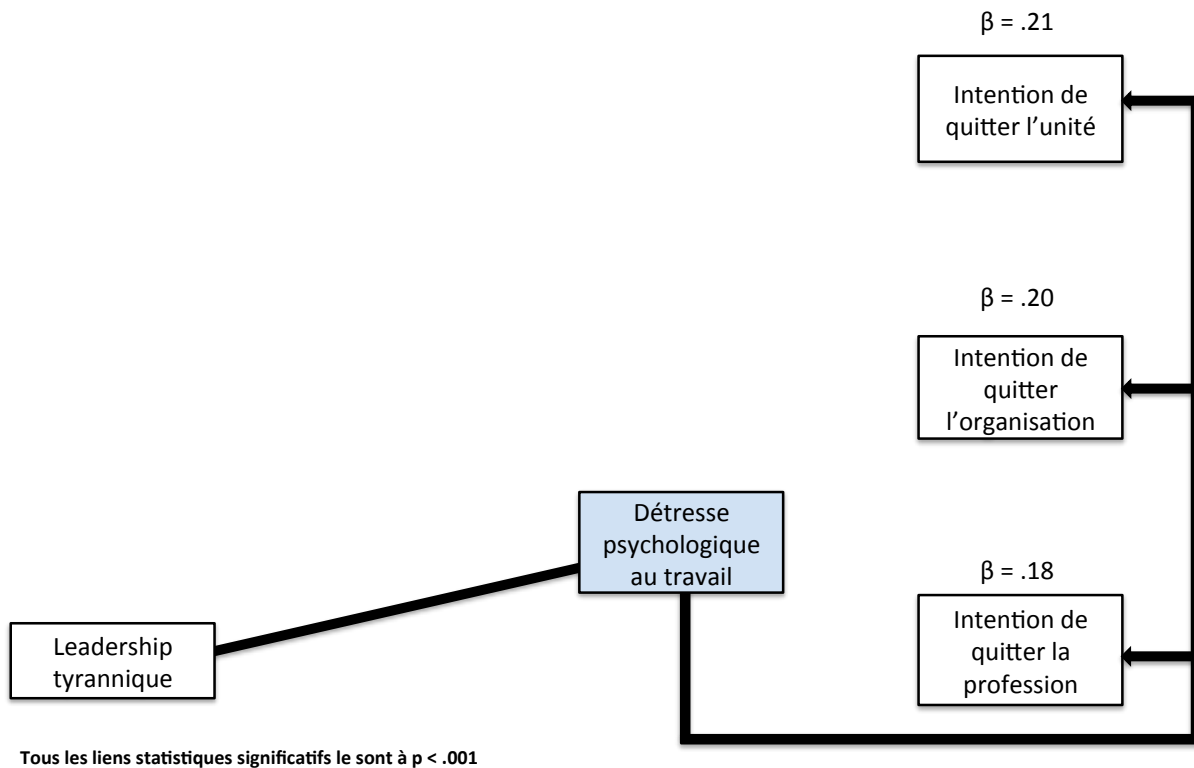 β = .21
Intention de
quitter l’unité
β = .20
Intention de
quitter
l’organisation
Détresse
psychologique
au travail
β = .18
Intention de
quitter la
profession
Leadership
tyrannique
Tous les liens statistiques significatifs le sont à p < .001